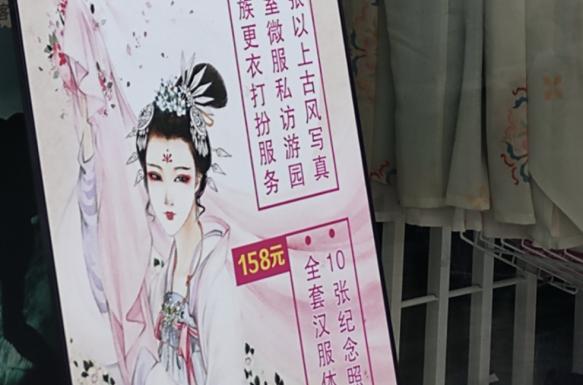 张以上古风写真
室微服私访游园
族更衣打扮服务
158元
10张纪念照
全套汉服体